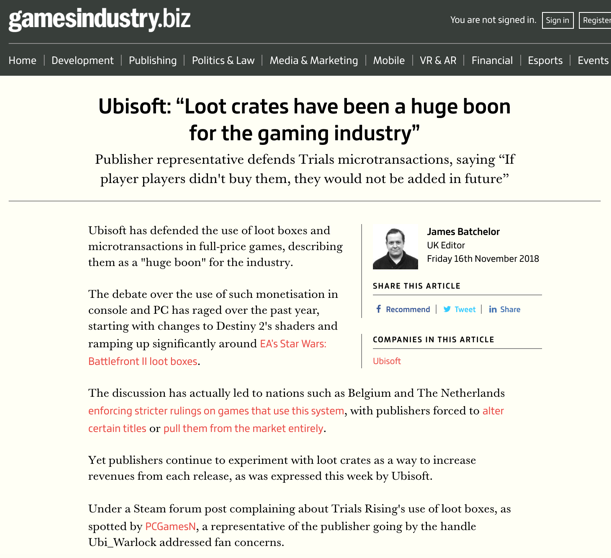 gamesindustry.biz
You are not signed in. Sign in Register
Home Development Publishing Politics & Law Media & Marketing Mobile VR & AR Financial Esports Events
Ubisoft: “Loot crates have been a huge boon
for the gaming industry”
Publisher representative defends Trials microtransactions, saying “If
player players didn't buy them, they would not be added in future”
Ubisoft has defended the use of loot boxes and
microtransactions in full-price games, describing
them as a "huge boon" for the industry.
The debate over the use of such monetisation in
console and PC has raged over the past year,
starting with changes to Destiny 2's shaders and
ramping up significantly around EA's Star Wars:
Battlefront II loot boxes.
James Batchelor
UK Editor
Friday 16th November 2018
SHARE THIS ARTICLE
Recommend Tweet Share
COMPANIES IN THIS ARTICLE
Ubisoft
The discussion has actually led to nations such as Belgium and The Netherlands
enforcing stricter rulings on games that use this system, with publishers forced to alter
certain titles or pull them from the market entirely.
Yet publishers continue to experiment with loot crates as a way to increase
revenues from each release, as was expressed this week by Ubisoft.
Under a Steam forum post complaining about Trials Rising's use of loot boxes, as
spotted by PCGamesN, a representative of the publisher going by the handle
Ubi_Warlock addressed fan concerns.